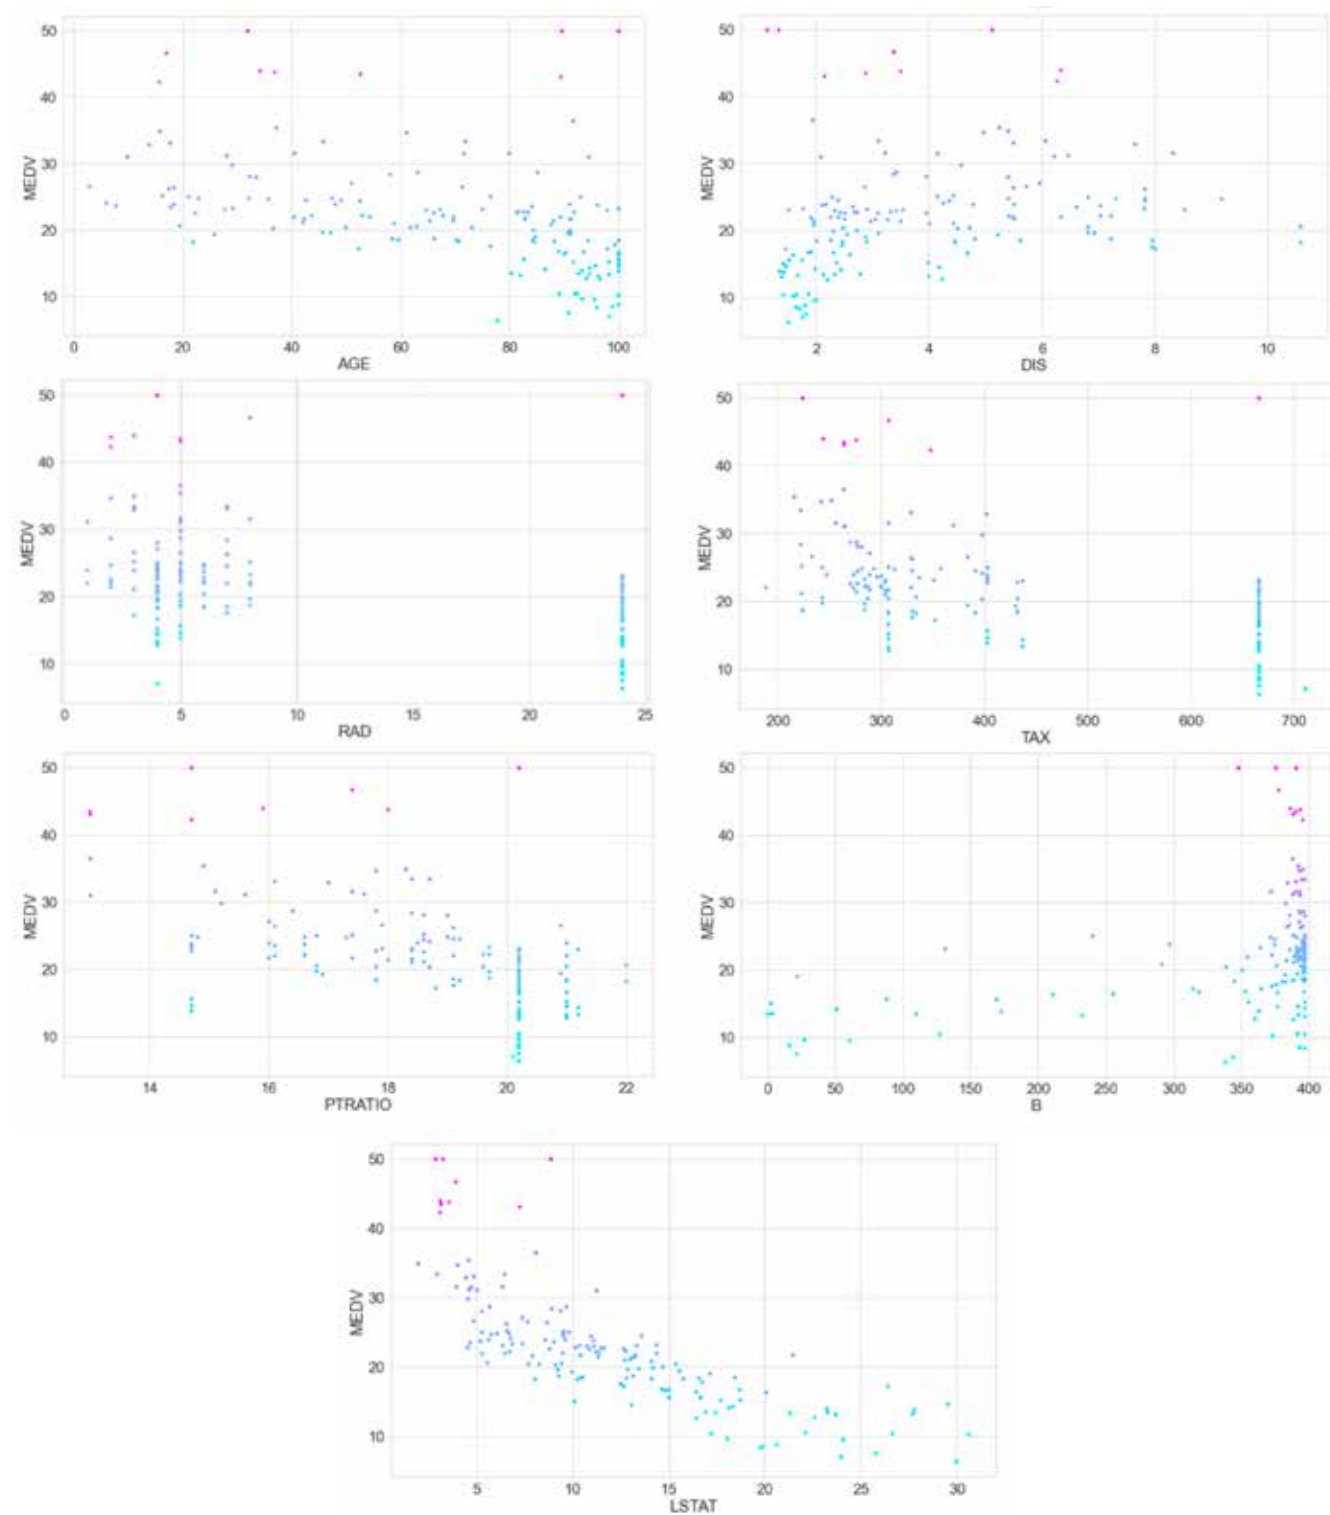 50 50
40 40
MEDV MEDV
30 30
20 20
10 10
0 20 40 60 80 100 2 4 6 8 10
AGE DIS
50 50
40 40
MEDV MEDV
30 30
20 20
10 10
0 5 10 15 20 25 200 300 400 500 600 700
RAD TAX
50 50
40 40
MEDV MEDV
30 30
20 20
10 10
14 16 18 20 22 0 50 100 150 200 250 300 350 400
PTRATIO B
50
40
MEDV
30
20
10
5 10 15 20 25 30
LSTAT